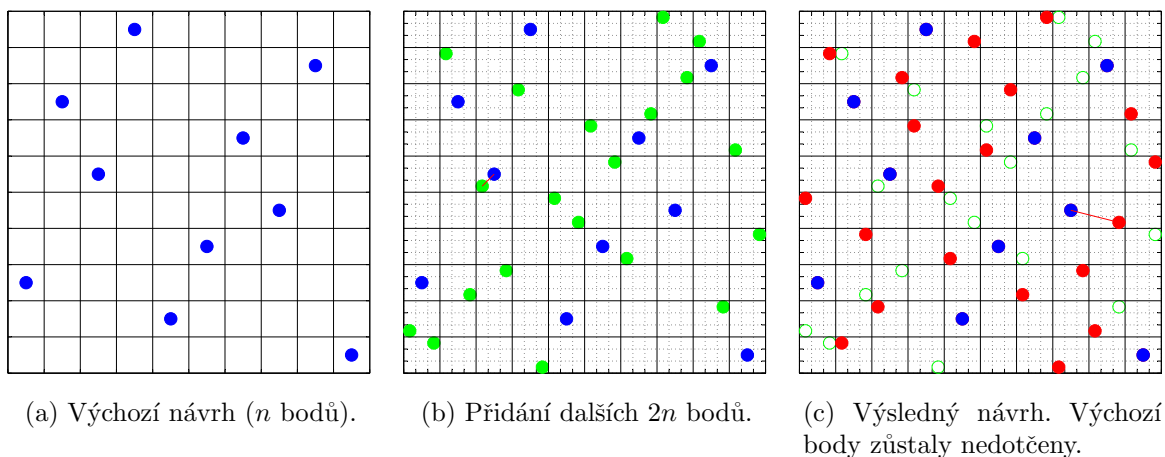 (a) Výchozí návrh (n bodů).
(b) Přidání dalších 2n bodů.
(c) Výsledný návrh. Výchozí
body zůstaly nedotčeny.